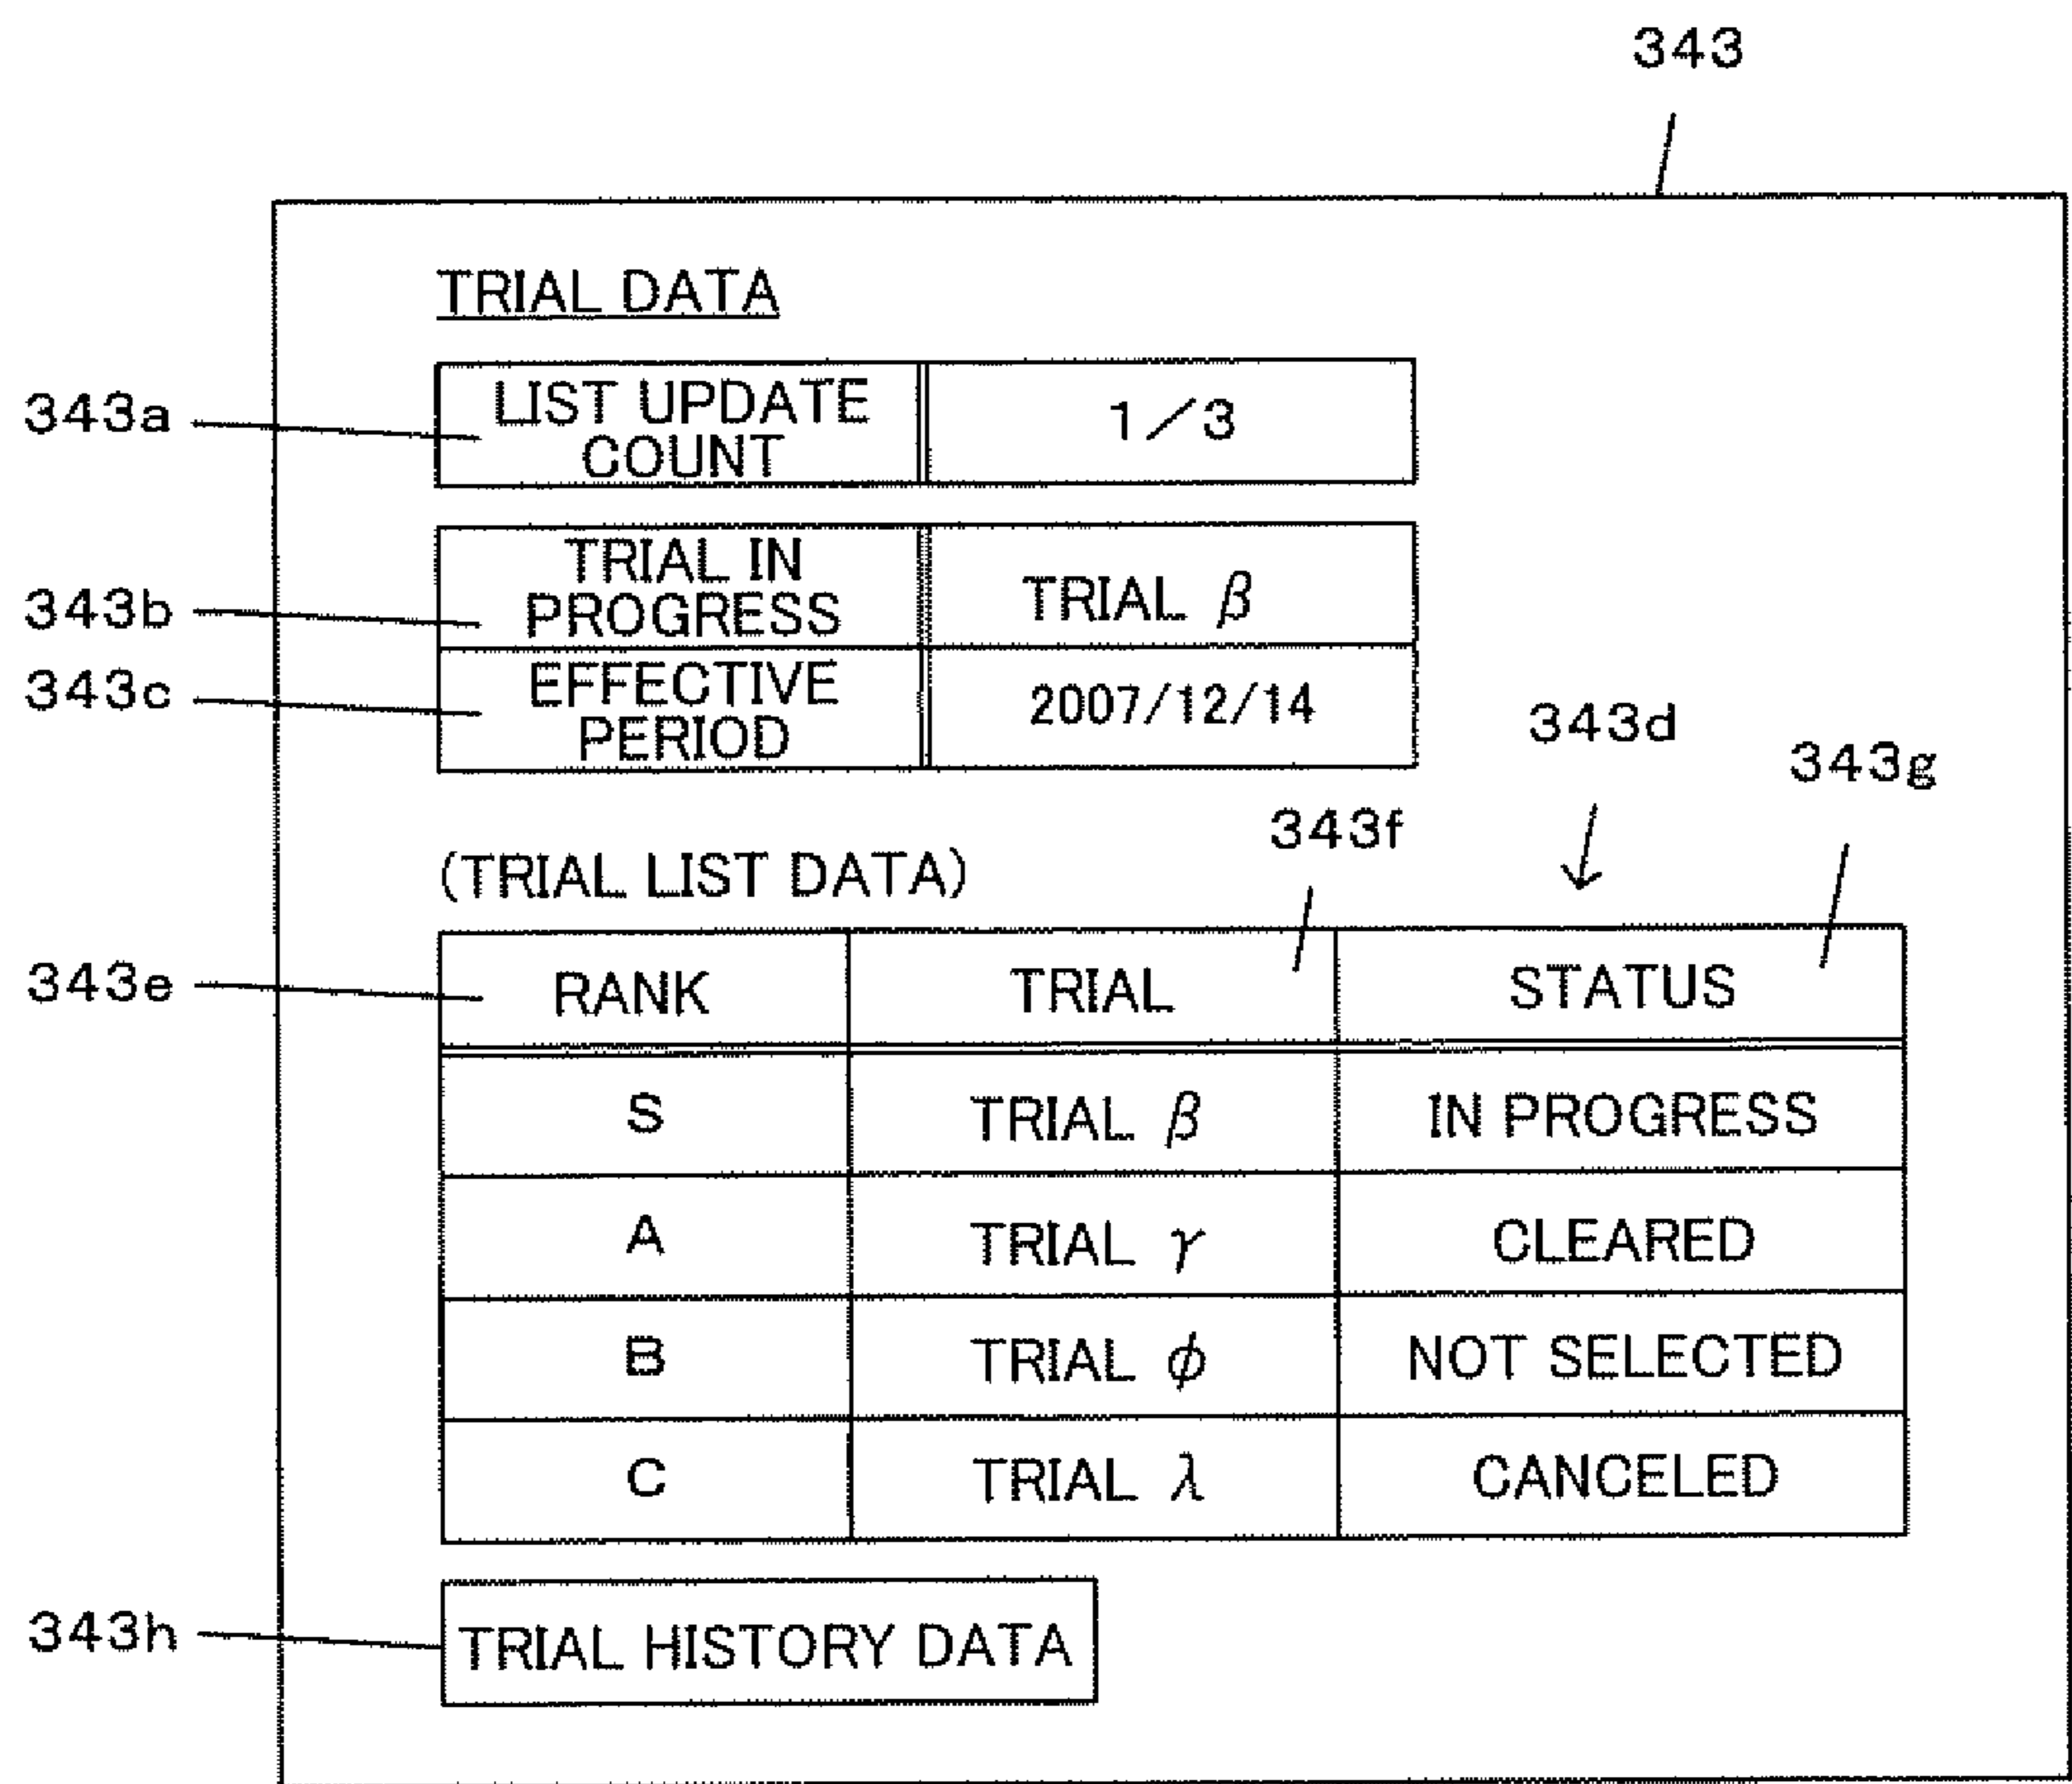 343
TRIAL DATA
343a
LIST UPDATE
COUNT
1/3
343b
TRIAL IN
PROGRESS
TRIAL β
343c
EFFECTIVE
PERIOD
2007/12/14
343d
343g
343f
(TRIAL LIST DATA)
343e
RANK TRIAL STATUS
S TRIAL β IN PROGRESS
A TRIAL γ CLEARED
B TRIAL φ NOT SELECTED
C TRIAL λ CANCELED
343h
TRIAL HISTORY DATA